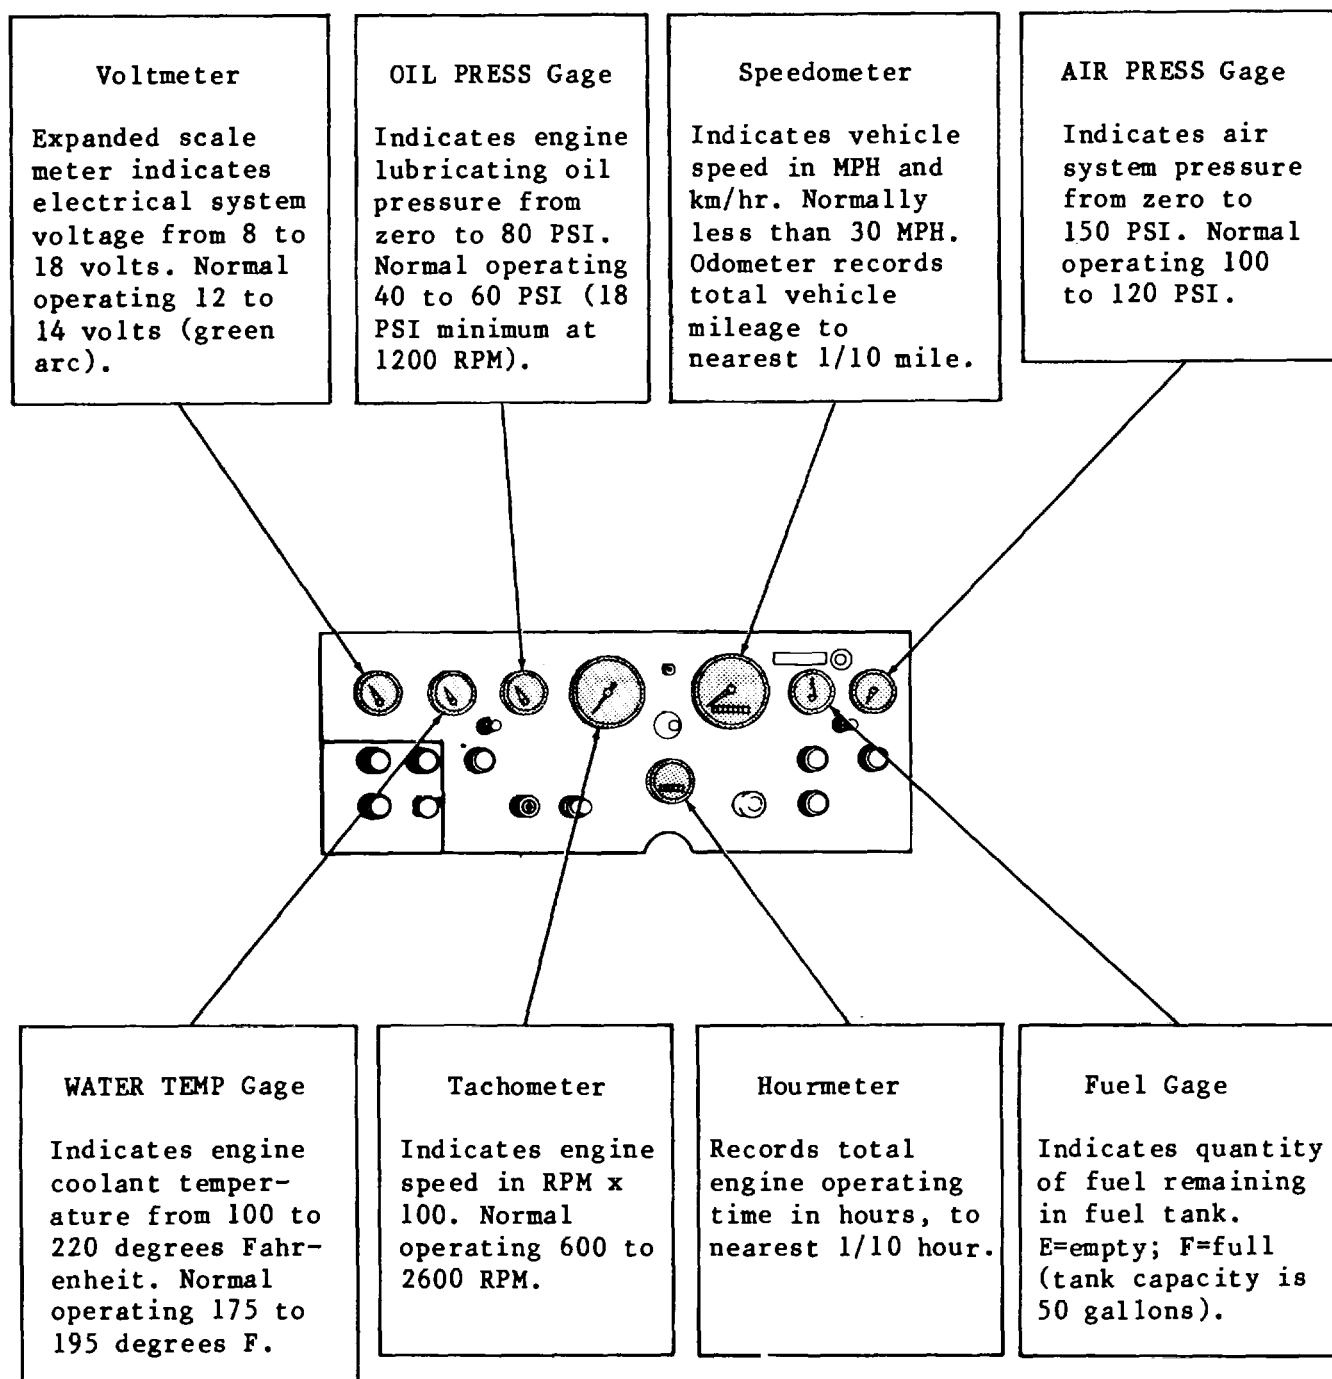 Voltmeter
Expanded scale
meter indicates
electrical system
voltage from 8 to
18 volts. Normal
operating 12 to
14 volts (green
arc).
OIL PRESS Gage
Indicates engine
lubricating oil
pressure from
zero to 80 PSI.
Normal operating
40 to 60 PSI (18
PSI minimum at
1200 RPM).
Speedometer
Indicates vehicle
speed in MPH and
km/hr. Normally
less than 30 MPH.
Odometer records
total vehicle
mileage to
nearest 1/10 mile.
AIR PRESS Gage
Indicates air
system pressure
from zero to
150 PSI. Normal
operating 100
to 120 PSI.
WATER TEMP Gage
Indicates engine
coolant temper-
ature from 100 to
220 degrees Fahr-
enheit. Normal
operating 175 to
195 degrees F.
Tachometer
Indicates engine
speed in RPM x
100. Normal
operating 600 to
2600 RPM.
Hourmeter
Records total
engine operating
time in hours, to
nearest 1/10 hour.
Fuel Gage
Indicates quantity
of fuel remaining
in fuel tank.
E=empty; F=full
(tank capacity is
50 gallons).